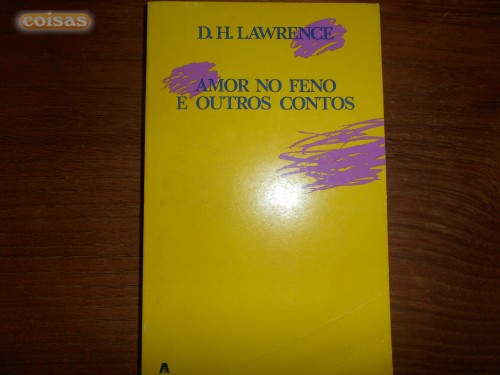 coisas
D. H. LAWRENCE
AMOR NO FENO
E OUTROS CONTOS
A